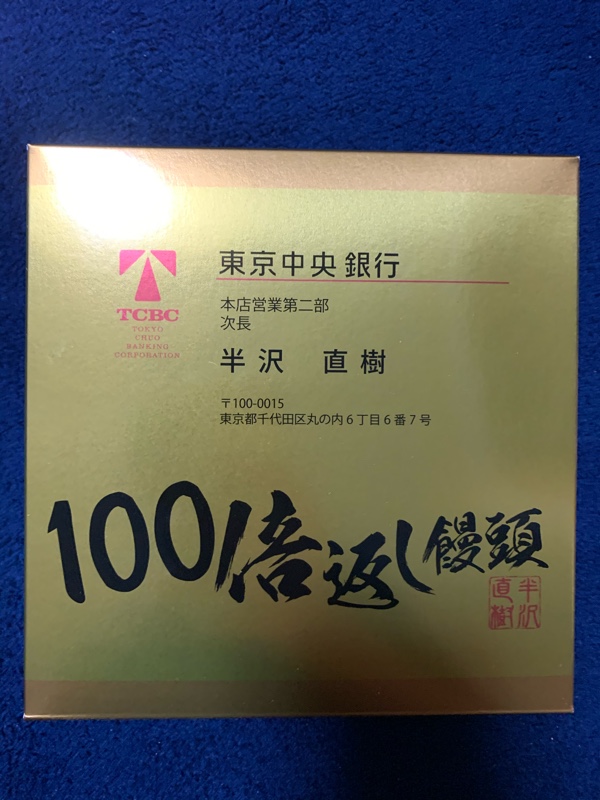 TCBC
TOKYO
CHUO
BANKING
CORPORATION
東京中央銀行
本店営業第二部
次長
半沢 直樹
〒100-0015
東京都千代田区丸の内6丁目6番7号
100倍返し饅頭
半沢
直樹